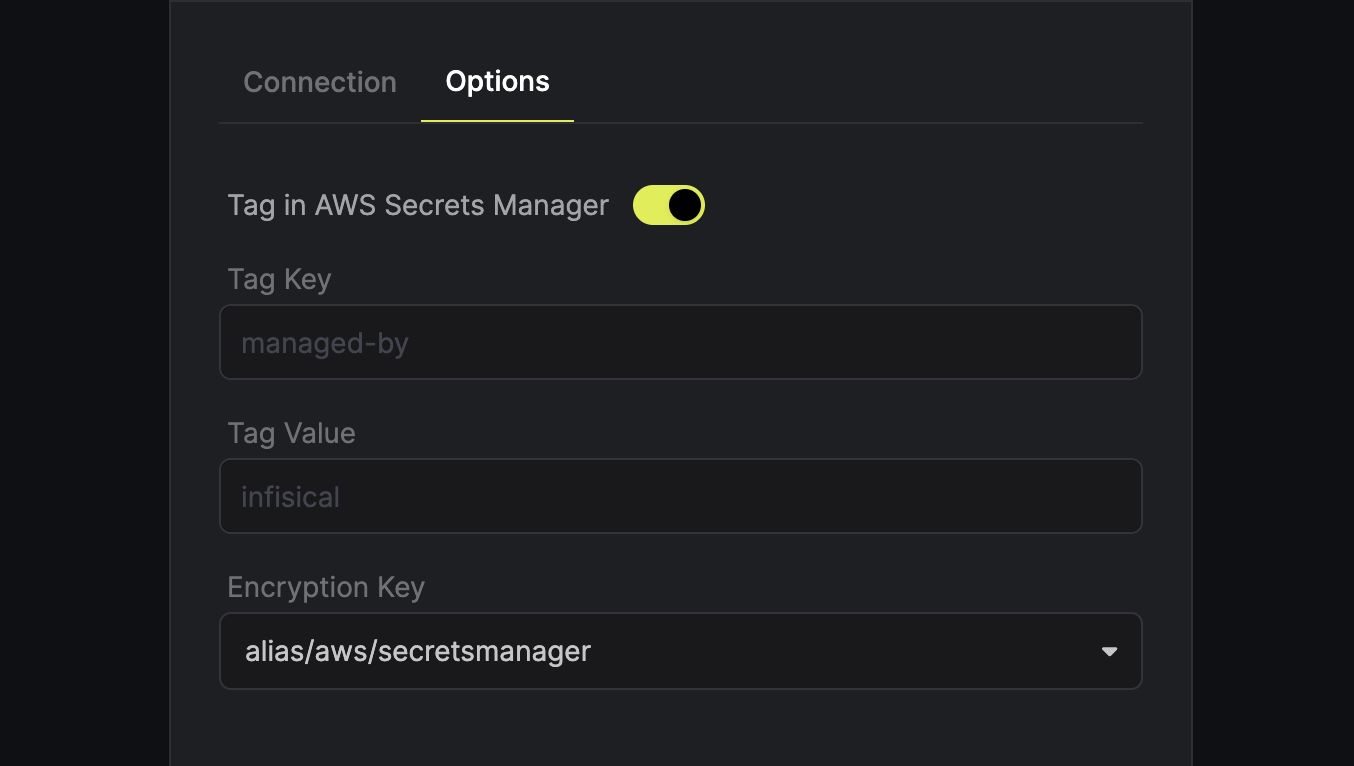 Connection Options
Tag in AWS Secrets Manager
Tag Key
managed-by
Tag Value
infisical
Encryption Key
alias/aws/secretsmanager